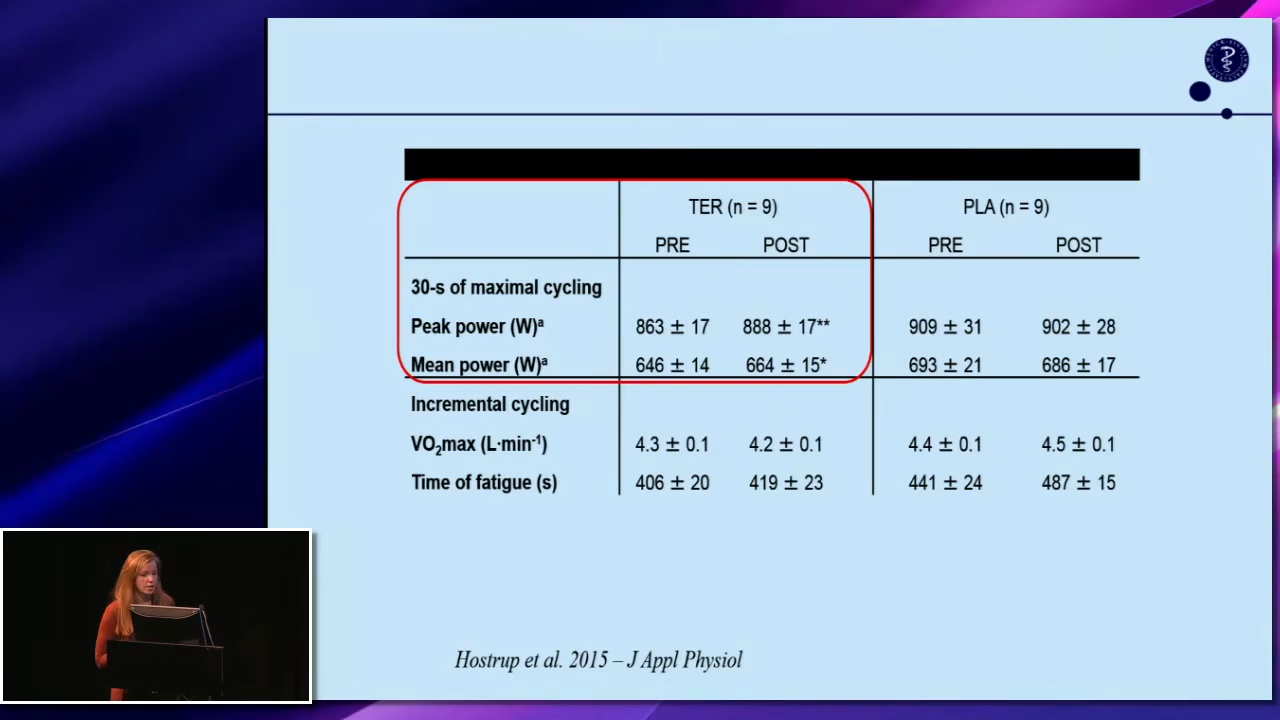 TER (n = 9) PLA (n = 9)
PRE POST PRE POST
30-s of maximal cycling
Peak power (W)ᵃ 863 ± 17 888 ± 17** 909 ± 31 902 ± 28
Mean power (W)ᵃ 646 ± 14 664 ± 15* 693 ± 21 686 ± 17
Incremental cycling
VO₂max (L·min⁻¹) 4.3 ± 0.1 4.2 ± 0.1 4.4 ± 0.1 4.5 ± 0.1
Time of fatigue (s) 406 ± 20 419 ± 23 441 ± 24 487 ± 15
Hostrup et al. 2015 – J Appl Physiol